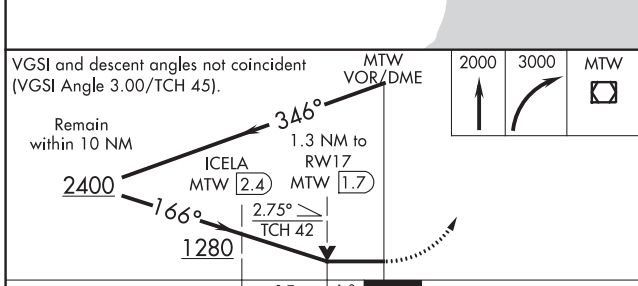 VGSI and descent angles not coincident
(VGSI Angle 3.00/TCH 45).
MTW
VOR/DME
2000
3000
MTW
Remain
within 10 NM
346°
1.3 NM to
RW17
MTW 1.7
ICELA
MTW 2.4
2400
166°
2.75°
TCH 42
1280